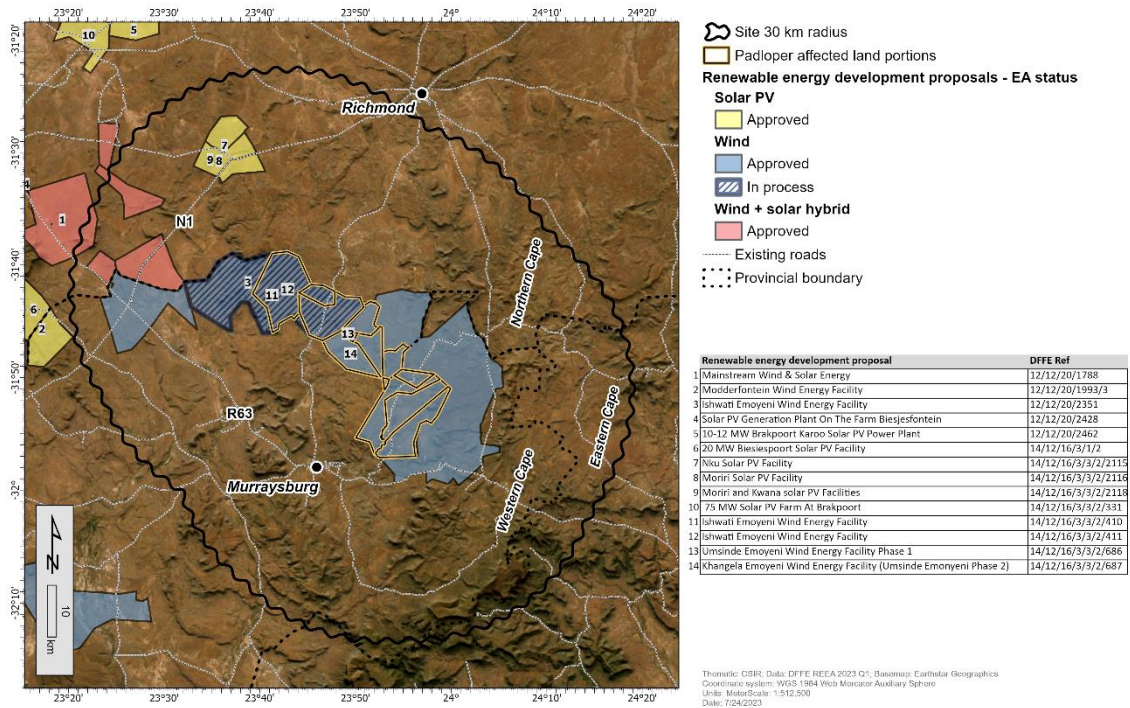 23°20' 23°30' 23°40' 23°50' 24° 24°10' 24°20'
-31°20'
-31°30'
-31°40'
-31°50'
-32°
-32°10'
10
5
Richmond
7
9 8
4
1
N1
3
11
12
6
2
13
14
R63
Murraysburg
Northern Cape
Eastern Cape
Western Cape
N
10
km
23°20' 23°30' 23°40' 23°50' 24° 24°10' 24°20'
Site 30 km radius
Padloper affected land portions
Renewable energy development proposals - EA status
Solar PV
Approved
Wind
Approved
In process
Wind + solar hybrid
Approved
Existing roads
Provincial boundary
Renewable energy development proposal DFFE Ref
1 Mainstream Wind & Solar Energy 12/12/20/1788
2 Modderfontein Wind Energy Facility 12/12/20/1993/3
3 Ishwati Emoyeni Wind Energy Facility 12/12/20/2351
4 Solar PV Generation Plant On The Farm Biesjesfontein 12/12/20/2428
5 10-12 MW Brakpoort Karoo Solar PV Power Plant 12/12/20/2462
6 20 MW Biesiespoort Solar PV Facility 14/12/16/3/1/2
7 Nku Solar PV Facility 14/12/16/3/3/2/2115
8 Moriri Solar PV Facility 14/12/16/3/3/2/2116
9 Moriri and Kwana solar PV Facilities 14/12/16/3/3/2/2118
10 75 MW Solar PV Farm At Brakpoort 14/12/16/3/3/2/331
11 Ishwati Emoyeni Wind Energy Facility 14/12/16/3/3/2/410
12 Ishwati Emoyeni Wind Energy Facility 14/12/16/3/3/2/411
13 Umsinde Emoyeni Wind Energy Facility Phase 1 14/12/16/3/3/2/686
14 Khangela Emoyeni Wind Energy Facility (Umsinde Emonyeni Phase 2) 14/12/16/3/3/2/687
Thematic: CSIR; Data: DFFE REEA 2023 Q1; Basemap: Earthstar Geographics
Coordinate system: WGS 1984 Web Mercator Auxiliary Sphere
Units: MeterScale: 1:512,500
Date: 7/24/2023